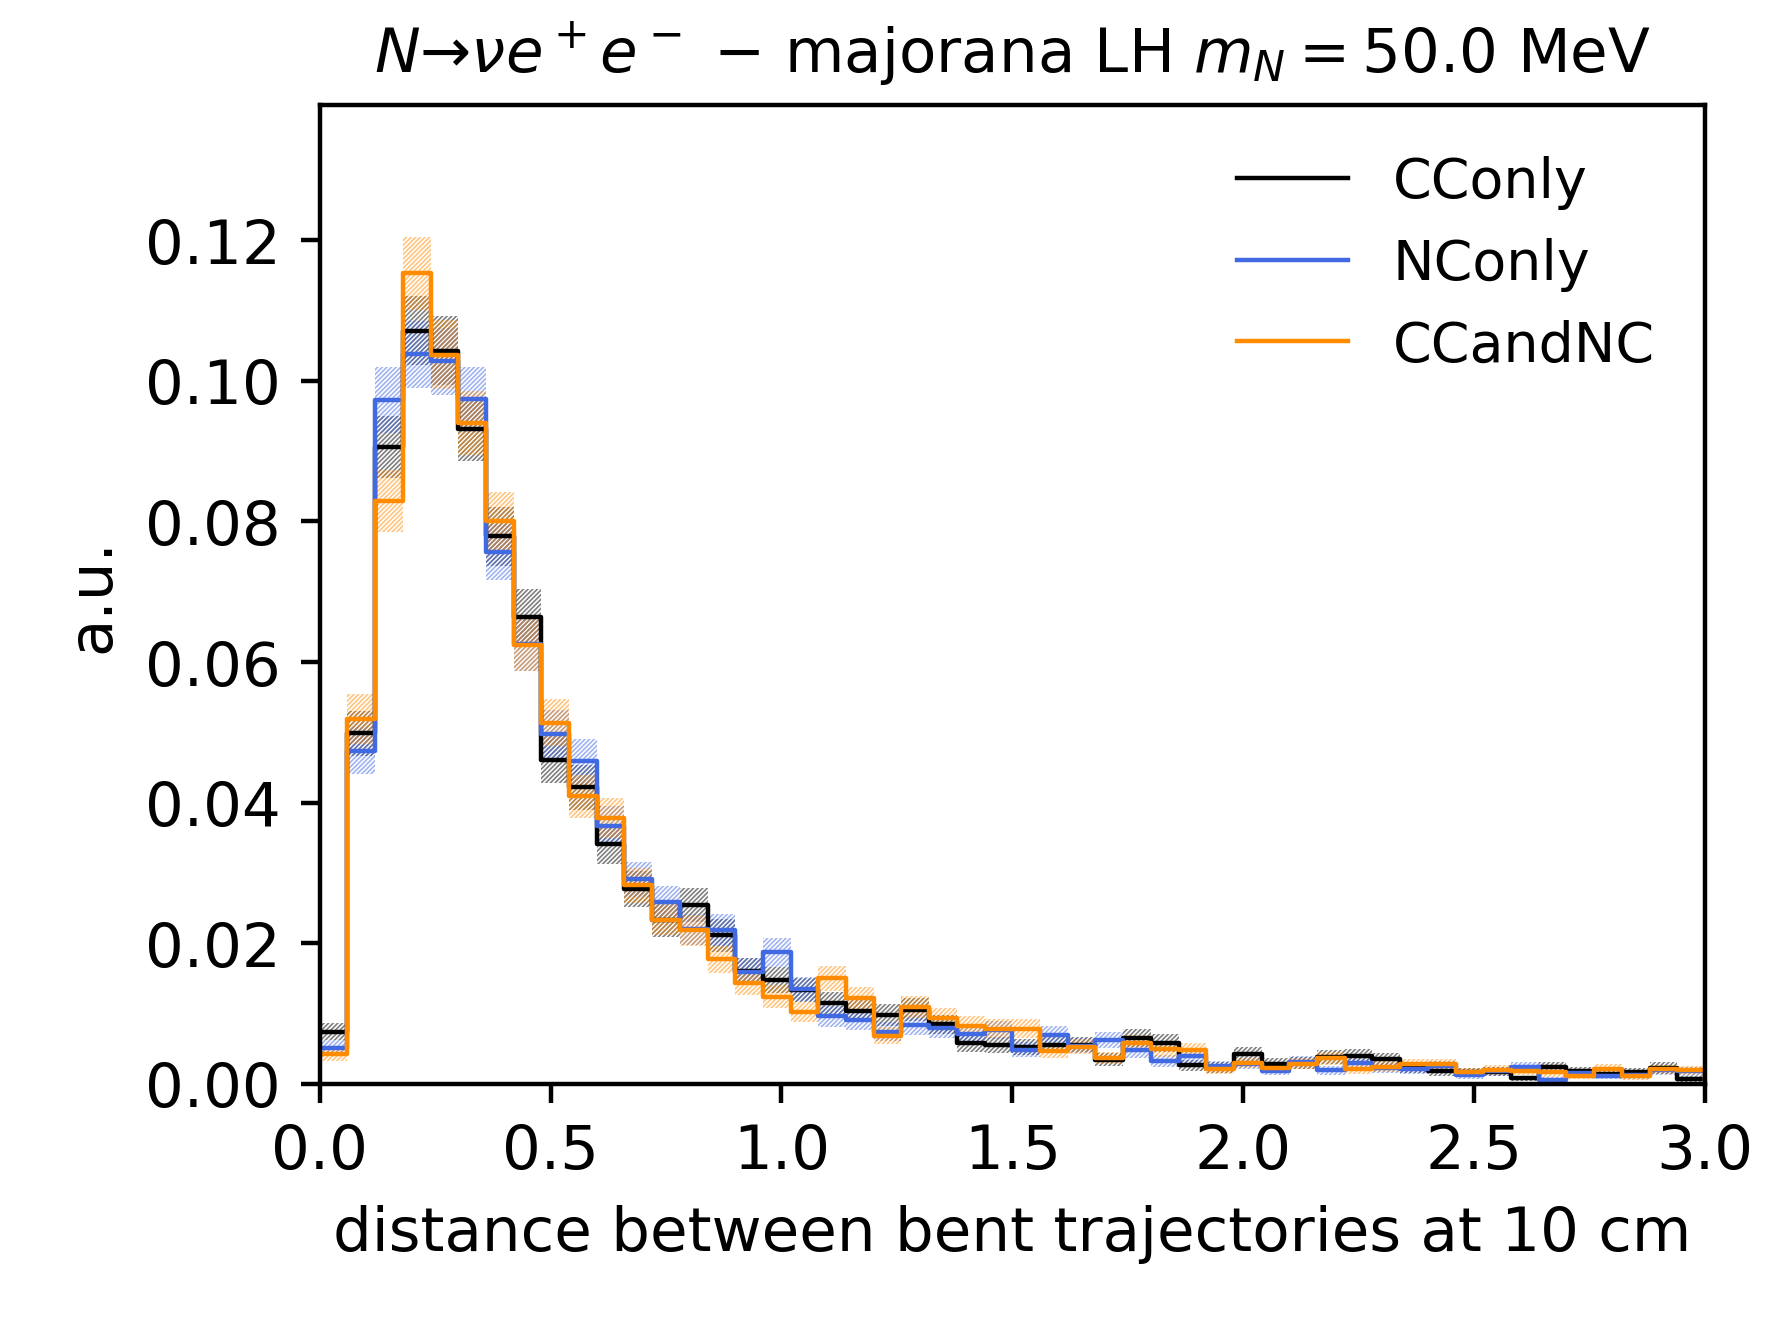 N→νe⁺e⁻ − majorana LH m_N = 50.0 MeV
CConly
NConly
CCandNC
0.12
0.10
0.08
0.06
0.04
0.02
0.00
a.u.
0.0 0.5 1.0 1.5 2.0 2.5 3.0
distance between bent trajectories at 10 cm